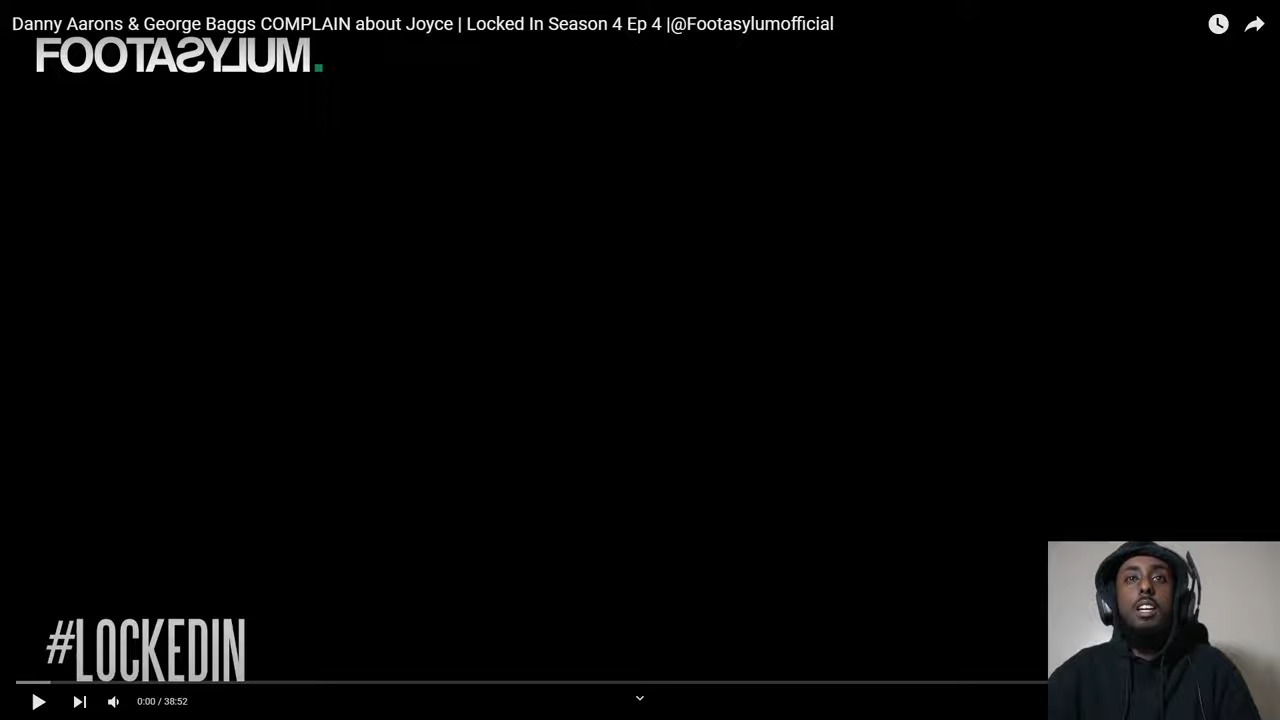 Danny Aarons & George Baggs COMPLAIN about Joyce | Locked In Season 4 Ep 4 |@Footasylumofficial
FOOTASYLUM.
#LOCKEDIN
0:00 / 38:52